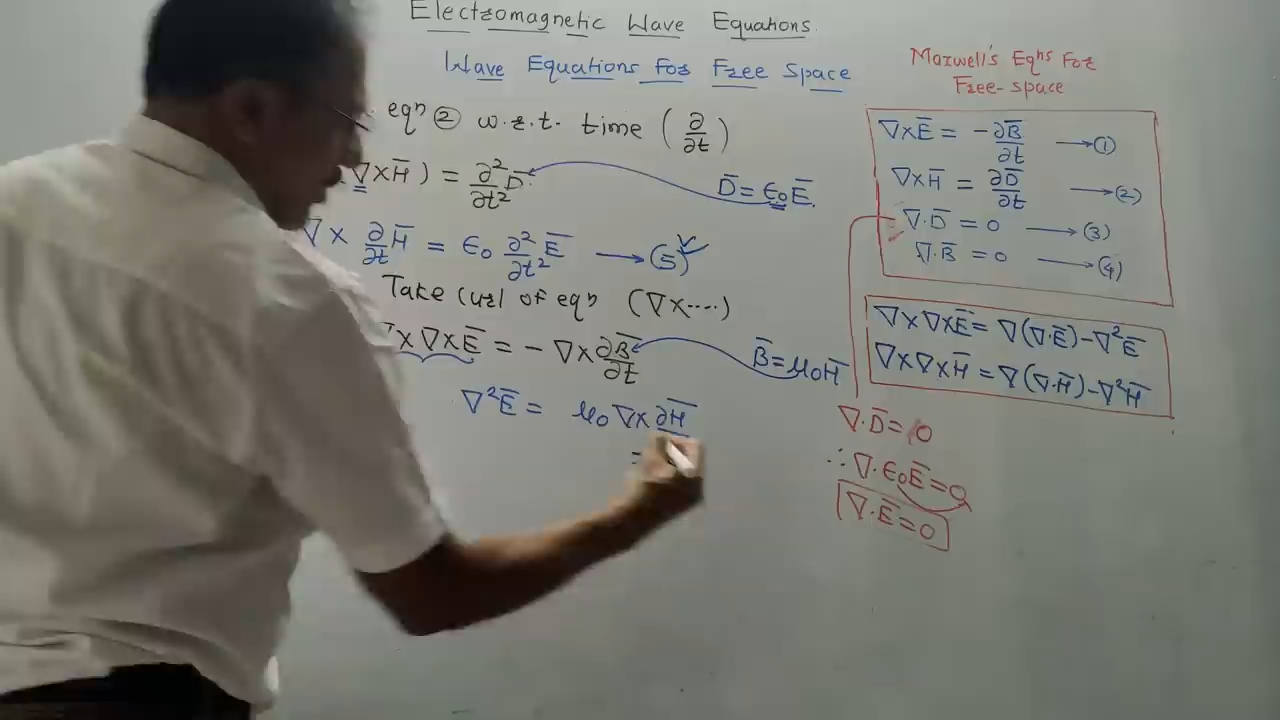 Electromagnetic Wave Equations.
Wave Equations for Free Space
eqn ② w.r.t. time (∂/∂t)
∇×H̄) = ∂²/∂t² D̄
D̄ = ϵ₀Ē.
∇ × ∂/∂t H̄ = ϵ₀ ∂²/∂t² Ē → (5)
Take curl of eqn (∇×....)
∇×∇×Ē = - ∇× ∂B̄/∂t
B̄ = μ₀H̄
∇²Ē = μ₀ ∇× ∂H̄
=
Maxwell's Eqns For
Free-space
∇×Ē = -∂B̄/∂t → (1)
∇×H̄ = ∂D̄/∂t → (2)
∇.D̄ = 0 → (3)
∇.B̄ = 0 → (4)
∇×∇×Ē = ∇(∇.Ē) - ∇²Ē
∇×∇×H̄ = ∇(∇.H̄) - ∇²H̄
∇.D̄ = 0
∴ ∇.ϵ₀Ē = 0
∇.Ē = 0